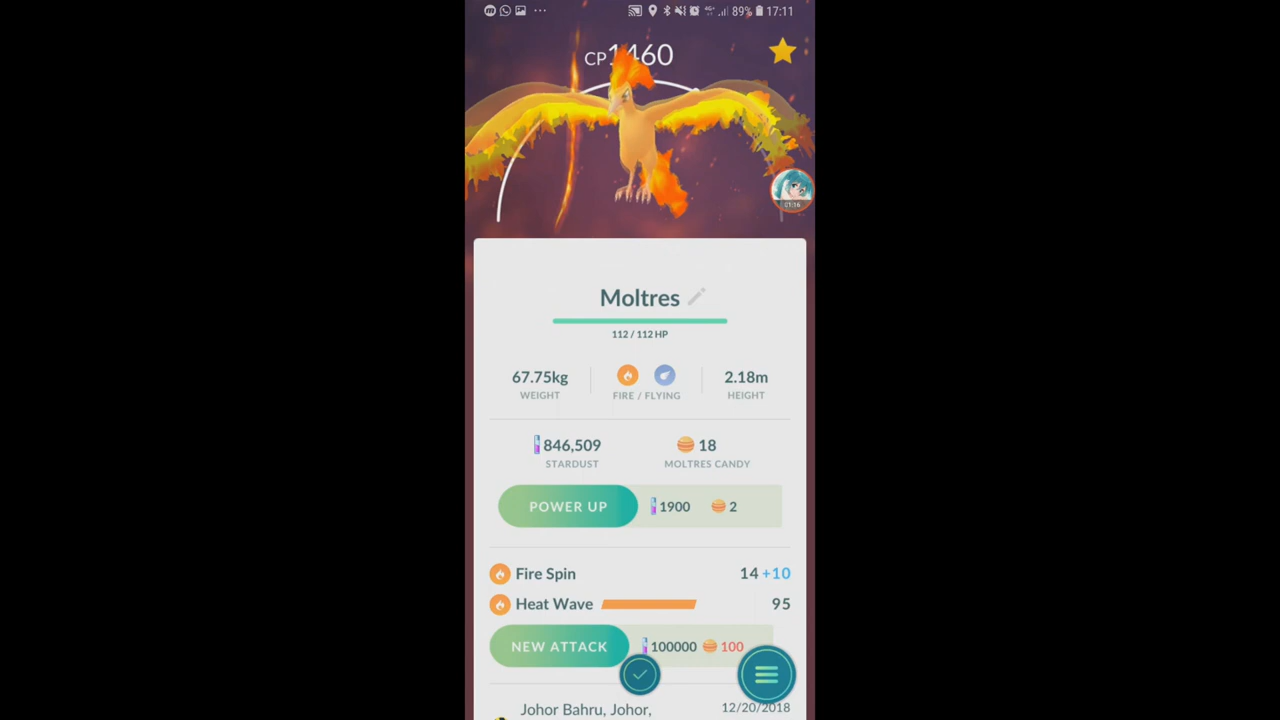 89% 17:11
CP1460
01:16
Moltres
112 / 112 HP
67.75kg 2.18m
WEIGHT FIRE / FLYING HEIGHT
846,509 18
STARDUST MOLTRES CANDY
POWER UP 1900 2
Fire Spin 14 +10
Heat Wave 95
NEW ATTACK 100000 100
Johor Bahru, Johor, 12/20/2018